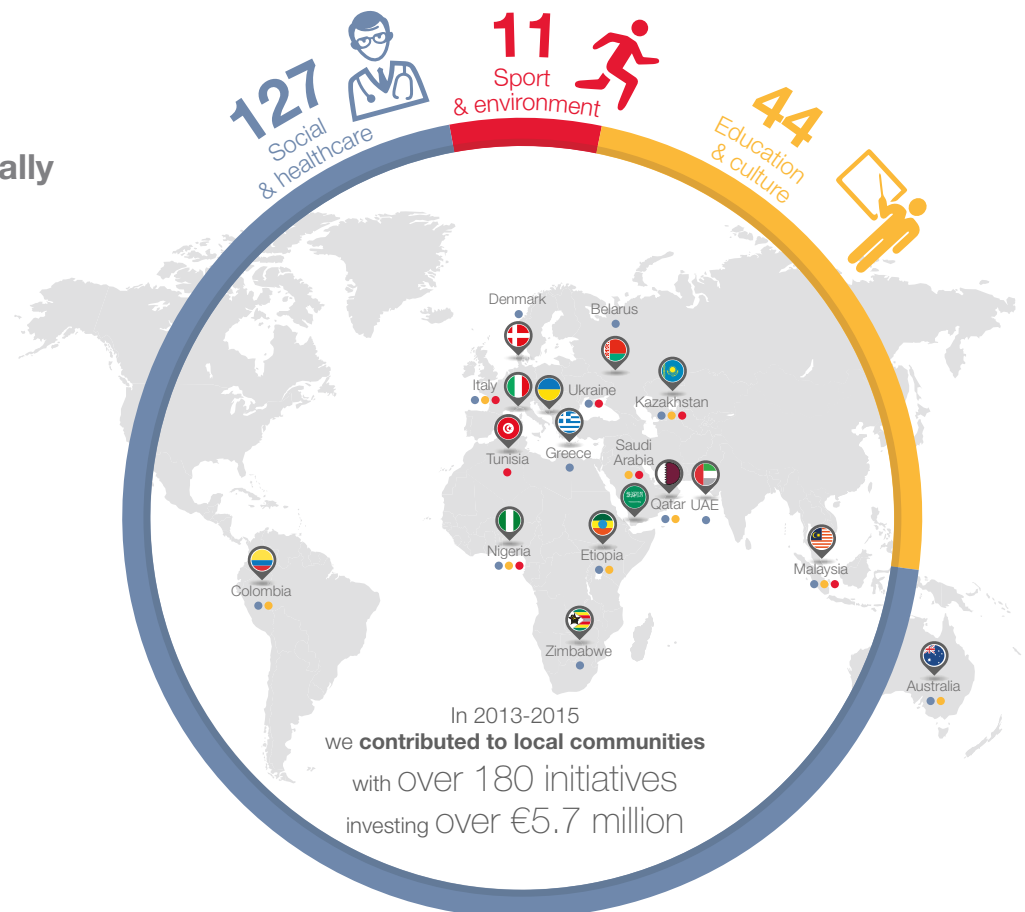 ally
127
Social
& healthcare
11
Sport
& environment
44
Education
& culture
Denmark
Belarus
Italy
Ukraine
Kazakhstan
Tunisia
Greece
Saudi
Arabia
Qatar
UAE
Nigeria
Etiopia
Malaysia
Colombia
Zimbabwe
Australia
In 2013-2015
we contributed to local communities
with over 180 initiatives
investing over €5.7 million